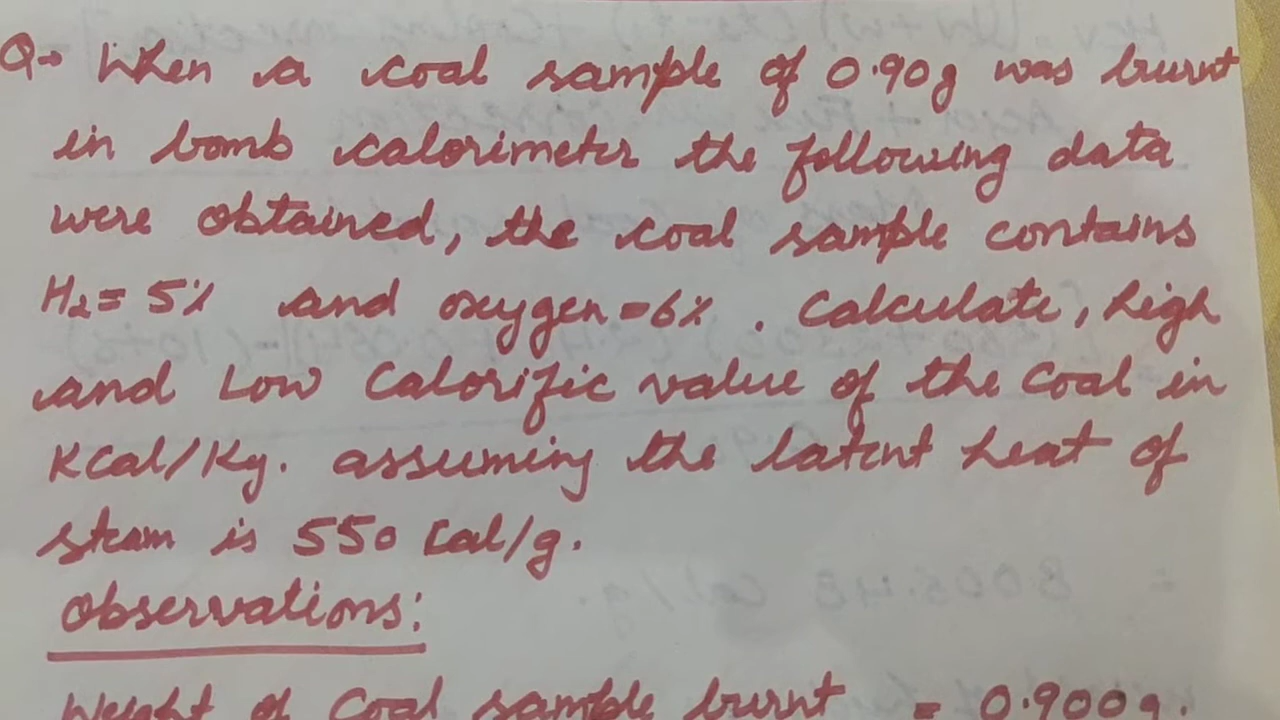 Q→ When a coal sample of 0.90g was burnt
in bomb calorimeter the following data
were obtained, the coal sample contains
H₂= 5% and oxygen =6% . Calculate, high
and Low Calorific value of the Coal in
KCal/Kg. assuming the latent heat of
steam is 550 Cal/g.
Observations:
Weight of Coal sample burnt = 0.900g.